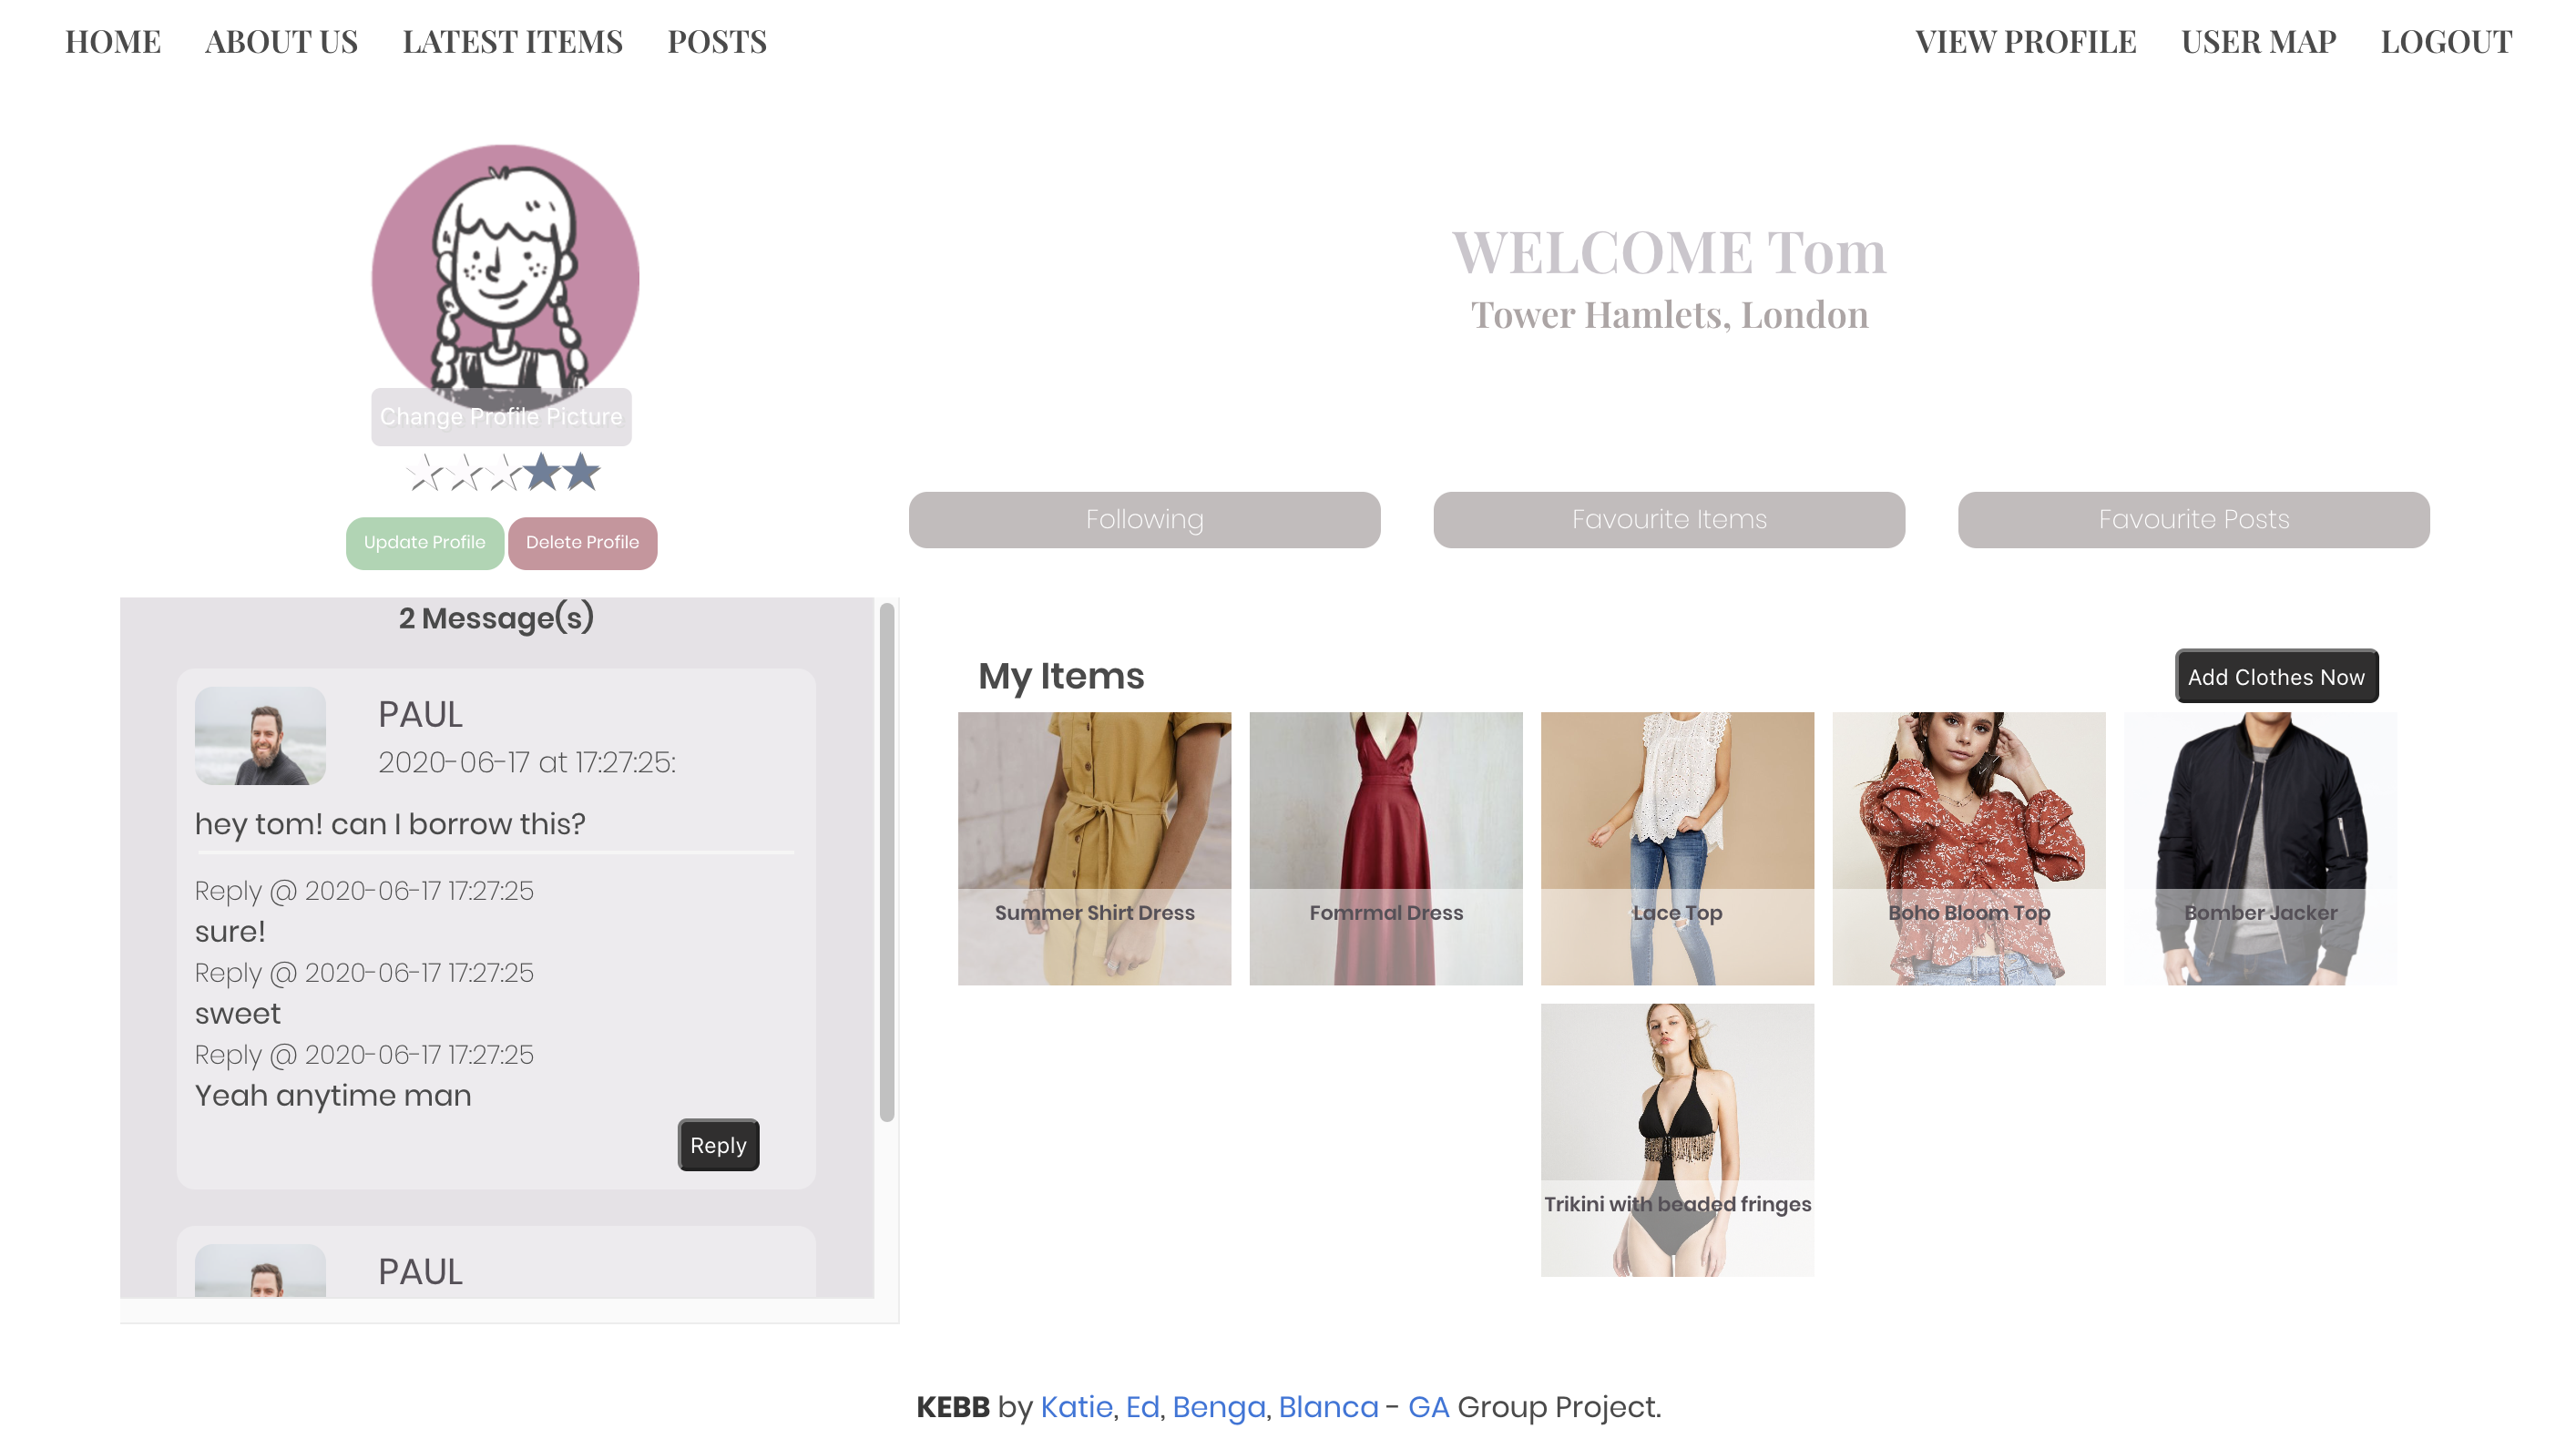 HOME ABOUT US LATEST ITEMS POSTS VIEW PROFILE USER MAP LOGOUT
WELCOME Tom
Tower Hamlets, London
Change Profile Picture
Update Profile Delete Profile
Following Favourite Items Favourite Posts
2 Message(s)
PAUL
2020-06-17 at 17:27:25:
hey tom! can I borrow this?
Reply @ 2020-06-17 17:27:25
sure!
Reply @ 2020-06-17 17:27:25
sweet
Reply @ 2020-06-17 17:27:25
Yeah anytime man
Reply
PAUL
My Items
Add Clothes Now
Summer Shirt Dress
Fomrmal Dress
Lace Top
Boho Bloom Top
Bomber Jacker
Trikini with beaded fringes
KEBB by Katie, Ed, Benga, Blanca - GA Group Project.